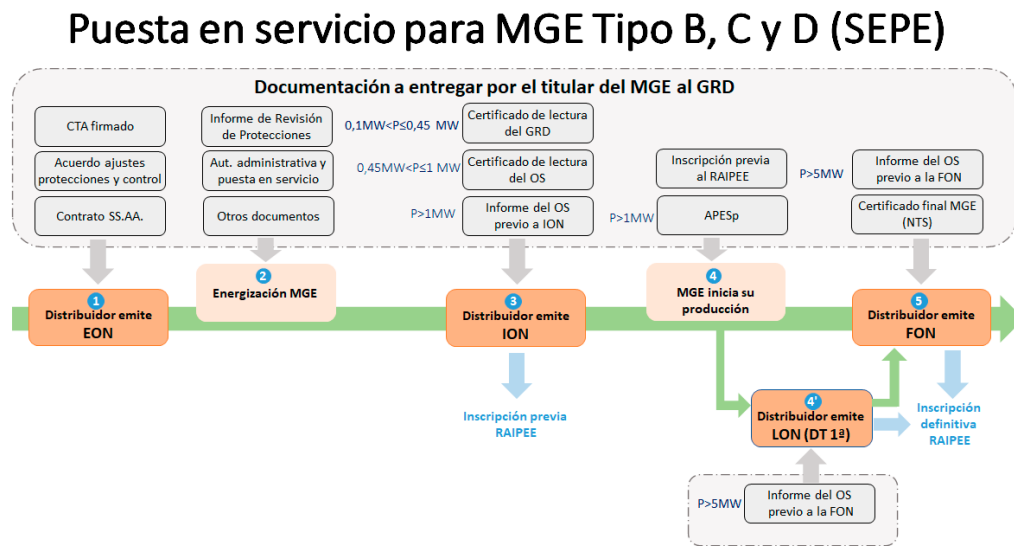 Puesta en servicio para MGE Tipo B, C y D (SEPE)
Documentación a entregar por el titular del MGE al GRD
CTA firmado
Acuerdo ajustes
protecciones y control
Contrato SS.AA.
Informe de Revisión
de Protecciones
Aut. administrativa y
puesta en servicio
Otros documentos
0,1MW<P≤0,45 MW
Certificado de lectura
del GRD
0,45MW<P≤1 MW
Certificado de lectura
del OS
P>1MW
Informe del OS
previo a ION
Inscripción previa
al RAIPEE
P>1MW
APESp
P>5MW
Informe del OS
previo a la FON
Certificado final MGE
(NTS)
1
Distribuidor emite
EON
2
Energización MGE
3
Distribuidor emite
ION
4
MGE inicia su
producción
5
Distribuidor emite
FON
Inscripción previa
RAIPEE
4'
Distribuidor emite
LON (DT 1ª)
Inscripción
definitiva
RAIPEE
P>5MW
Informe del OS
previo a la FON